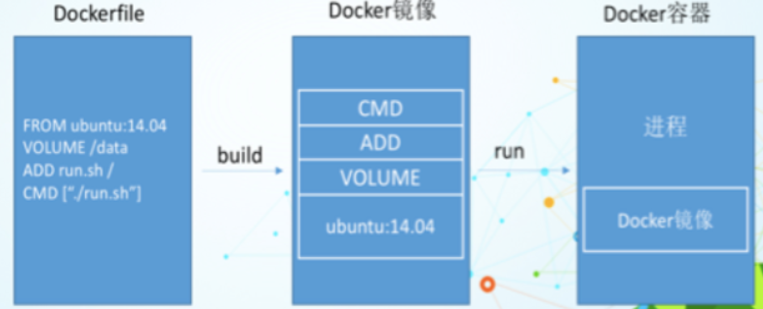 Dockerfile
Docker镜像
Docker容器
FROM ubuntu:14.04
VOLUME /data
ADD run.sh /
CMD [“./run.sh”]
build
CMD
ADD
VOLUME
ubuntu:14.04
run
进程
Docker镜像